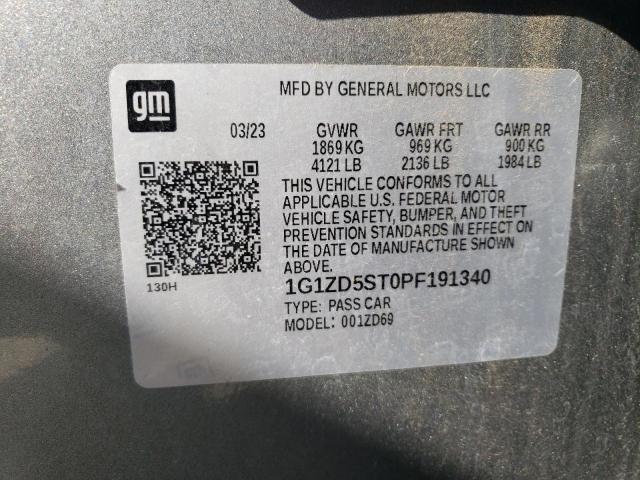 gm
MFD BY GENERAL MOTORS LLC
03/23 GVWR GAWR FRT GAWR RR
1869 KG 969 KG 900 KG
4121 LB 2136 LB 1984 LB
THIS VEHICLE CONFORMS TO ALL
APPLICABLE U.S. FEDERAL MOTOR
VEHICLE SAFETY, BUMPER, AND THEFT
PREVENTION STANDARDS IN EFFECT ON
THE DATE OF MANUFACTURE SHOWN
ABOVE.
130H
1G1ZD5ST0PF191340
TYPE: PASS CAR
MODEL: 001ZD69